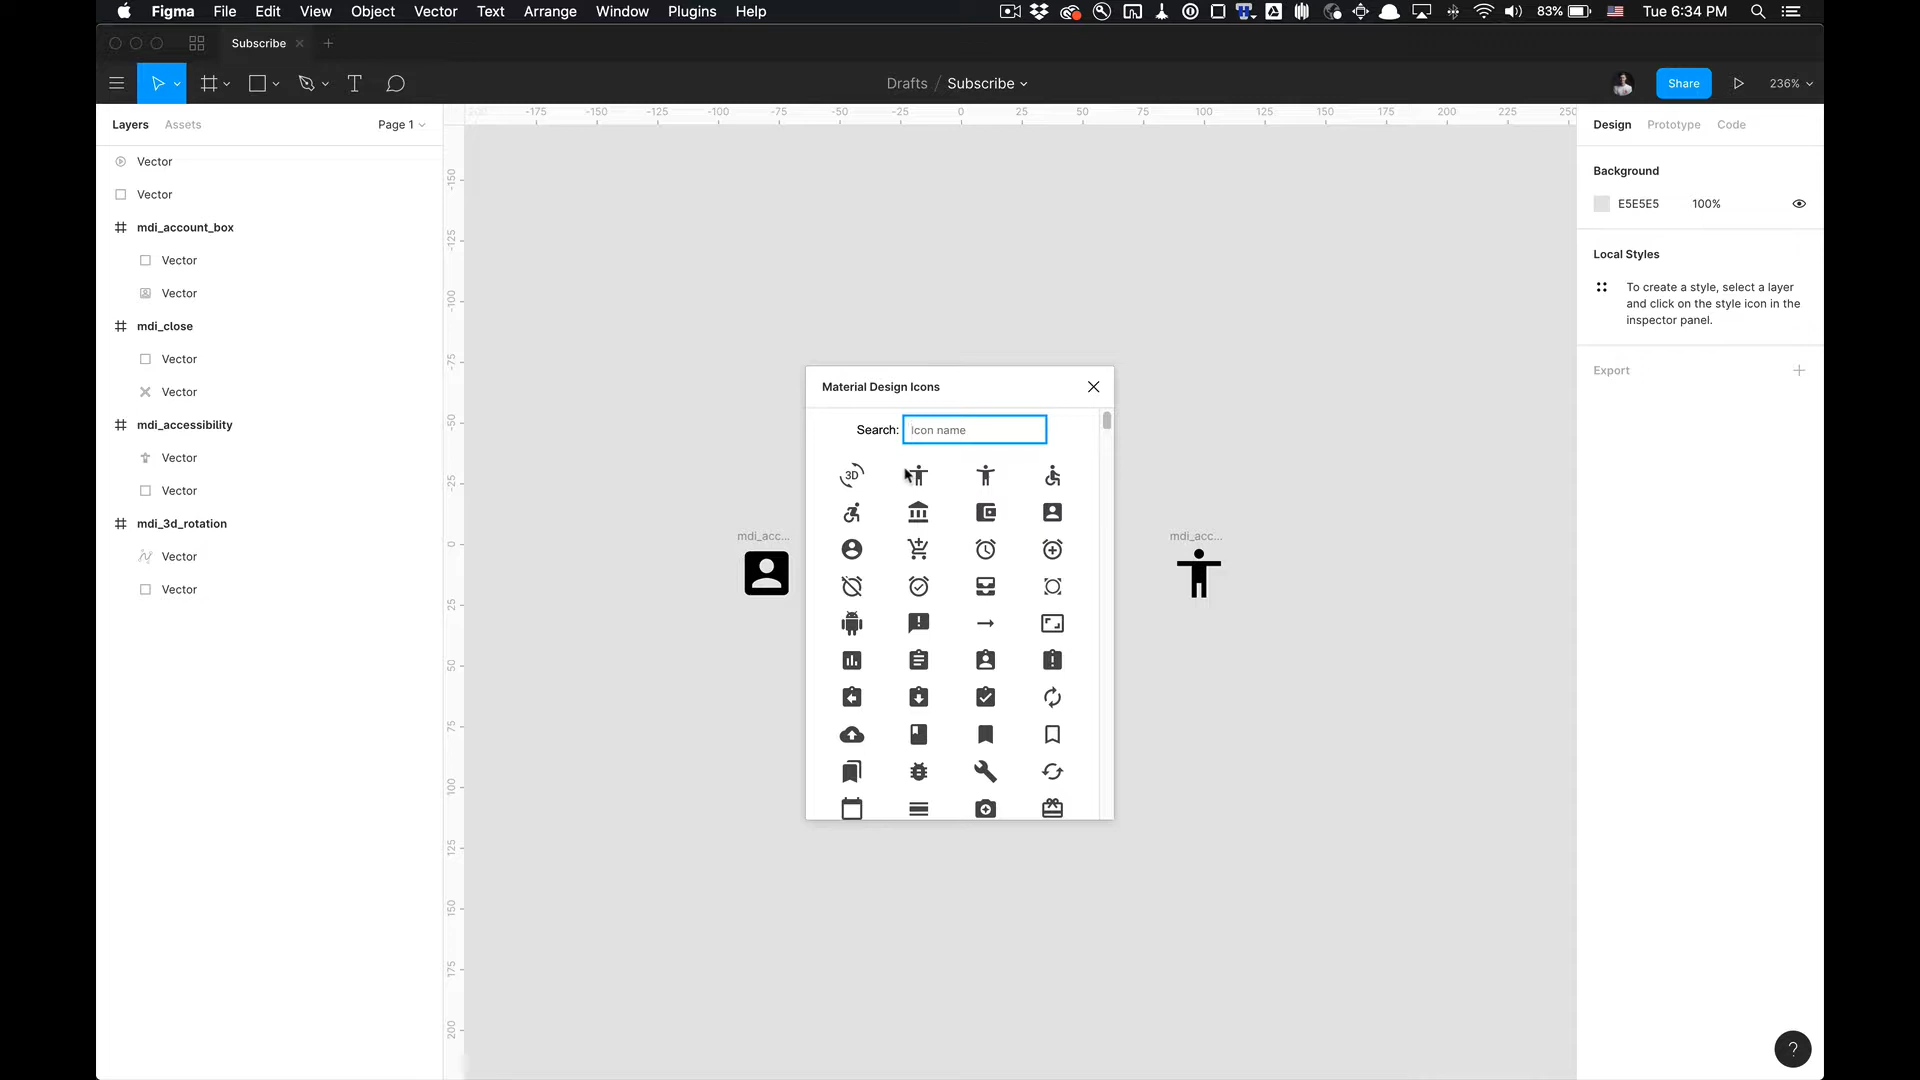 Figma File Edit View Object Vector Text Arrange Window Plugins Help
83%
Tue 6:34 PM
Subscribe
Drafts / Subscribe
Share
236%
Layers Assets
Page 1
-175 -150 -125 -100 -75 -50 -25 0 25 50 75 100 125 150 175 200 225
Design Prototype Code
Vector
Vector
mdi_account_box
Vector
Vector
mdi_close
Vector
Vector
mdi_accessibility
Vector
Vector
mdi_3d_rotation
Vector
Vector
-150
-125
-100
-75
-50
-25
0
25
50
75
100
125
150
175
200
Material Design Icons
Search: Icon name
3D
mdi_acc...
mdi_acc...
Background
E5E5E5 100%
Local Styles
To create a style, select a layer
and click on the style icon in the
inspector panel.
Export
?